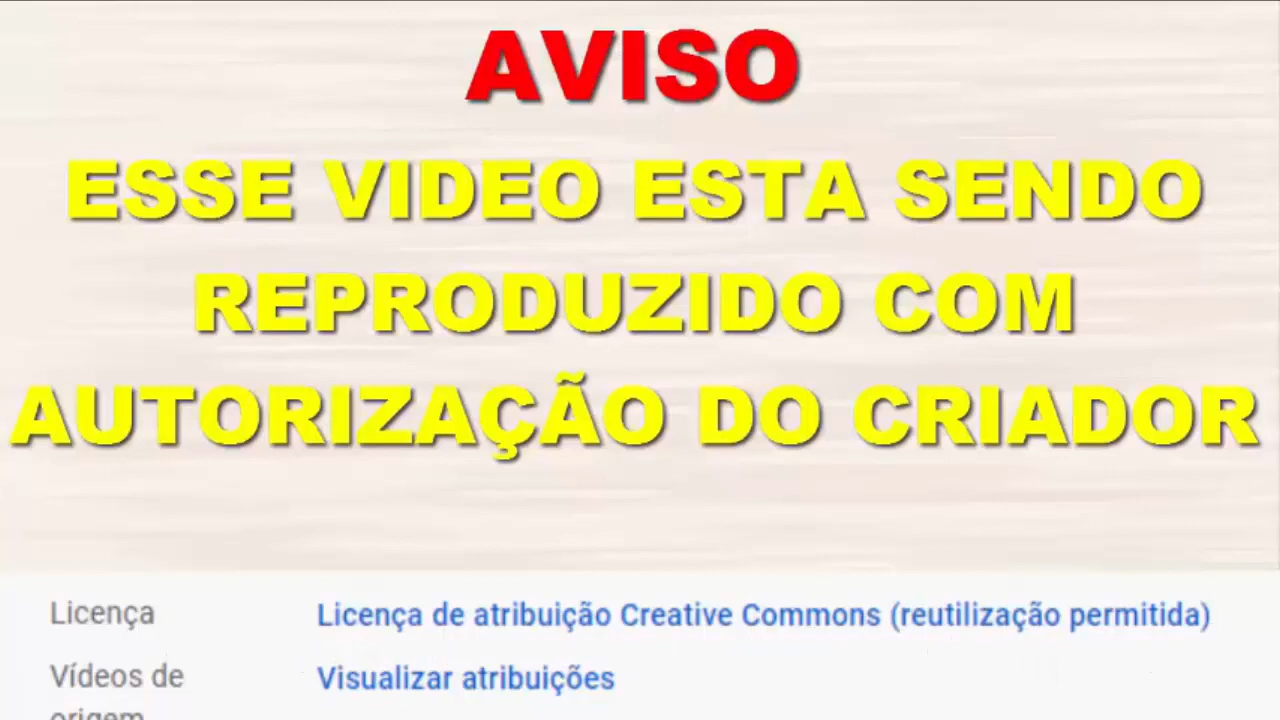 AVISO
ESSE VIDEO ESTA SENDO
REPRODUZIDO COM
AUTORIZAÇÃO DO CRIADOR
Licença Licença de atribuição Creative Commons (reutilização permitida)
Vídeos de Visualizar atribuições
origem